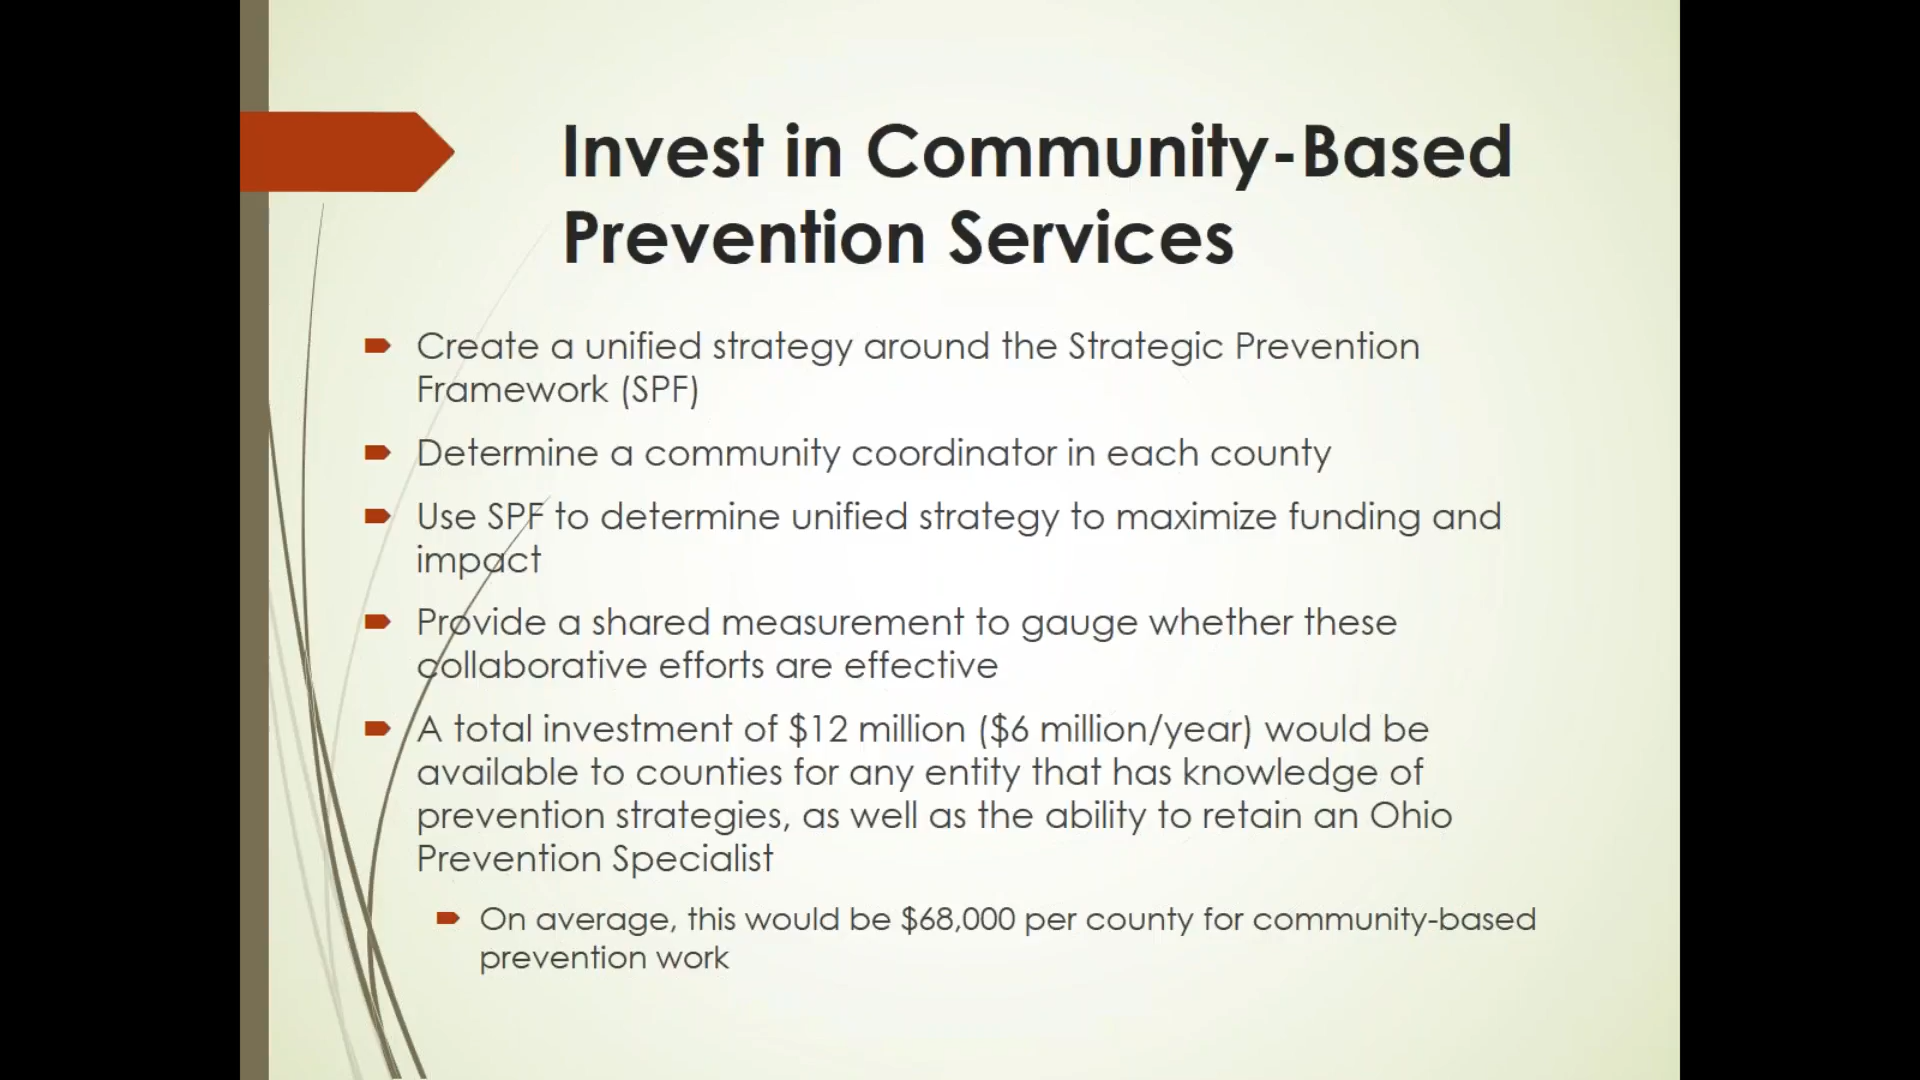 Invest in Community-Based
Prevention Services
Create a unified strategy around the Strategic Prevention
Framework (SPF)
Determine a community coordinator in each county
Use SPF to determine unified strategy to maximize funding and
impact
Provide a shared measurement to gauge whether these
collaborative efforts are effective
A total investment of $12 million ($6 million/year) would be
available to counties for any entity that has knowledge of
prevention strategies, as well as the ability to retain an Ohio
Prevention Specialist
On average, this would be $68,000 per county for community-based
prevention work